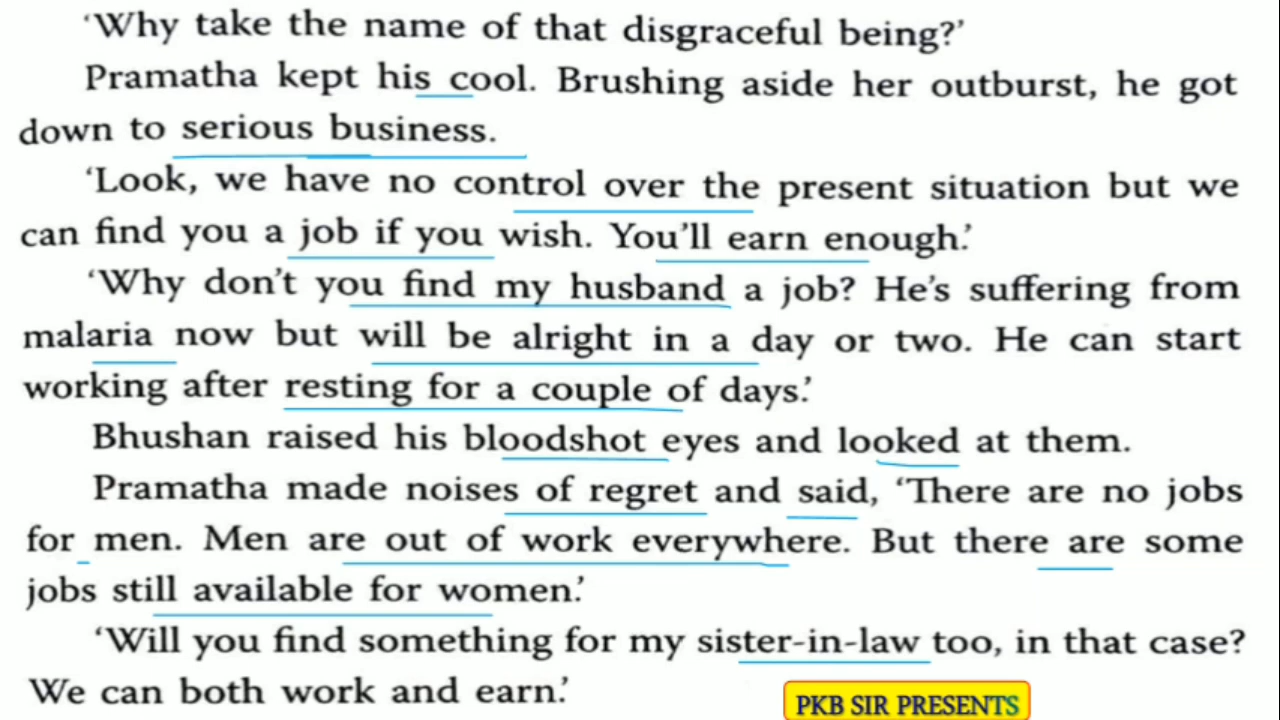 ‘Why take the name of that disgraceful being?’
Pramatha kept his cool. Brushing aside her outburst, he got
down to serious business.
‘Look, we have no control over the present situation but we
can find you a job if you wish. You’ll earn enough.’
‘Why don’t you find my husband a job? He’s suffering from
malaria now but will be alright in a day or two. He can start
working after resting for a couple of days.’
Bhushan raised his bloodshot eyes and looked at them.
Pramatha made noises of regret and said, ‘There are no jobs
for men. Men are out of work everywhere. But there are some
jobs still available for women.’
‘Will you find something for my sister-in-law too, in that case?
We can both work and earn.’
PKB SIR PRESENTS